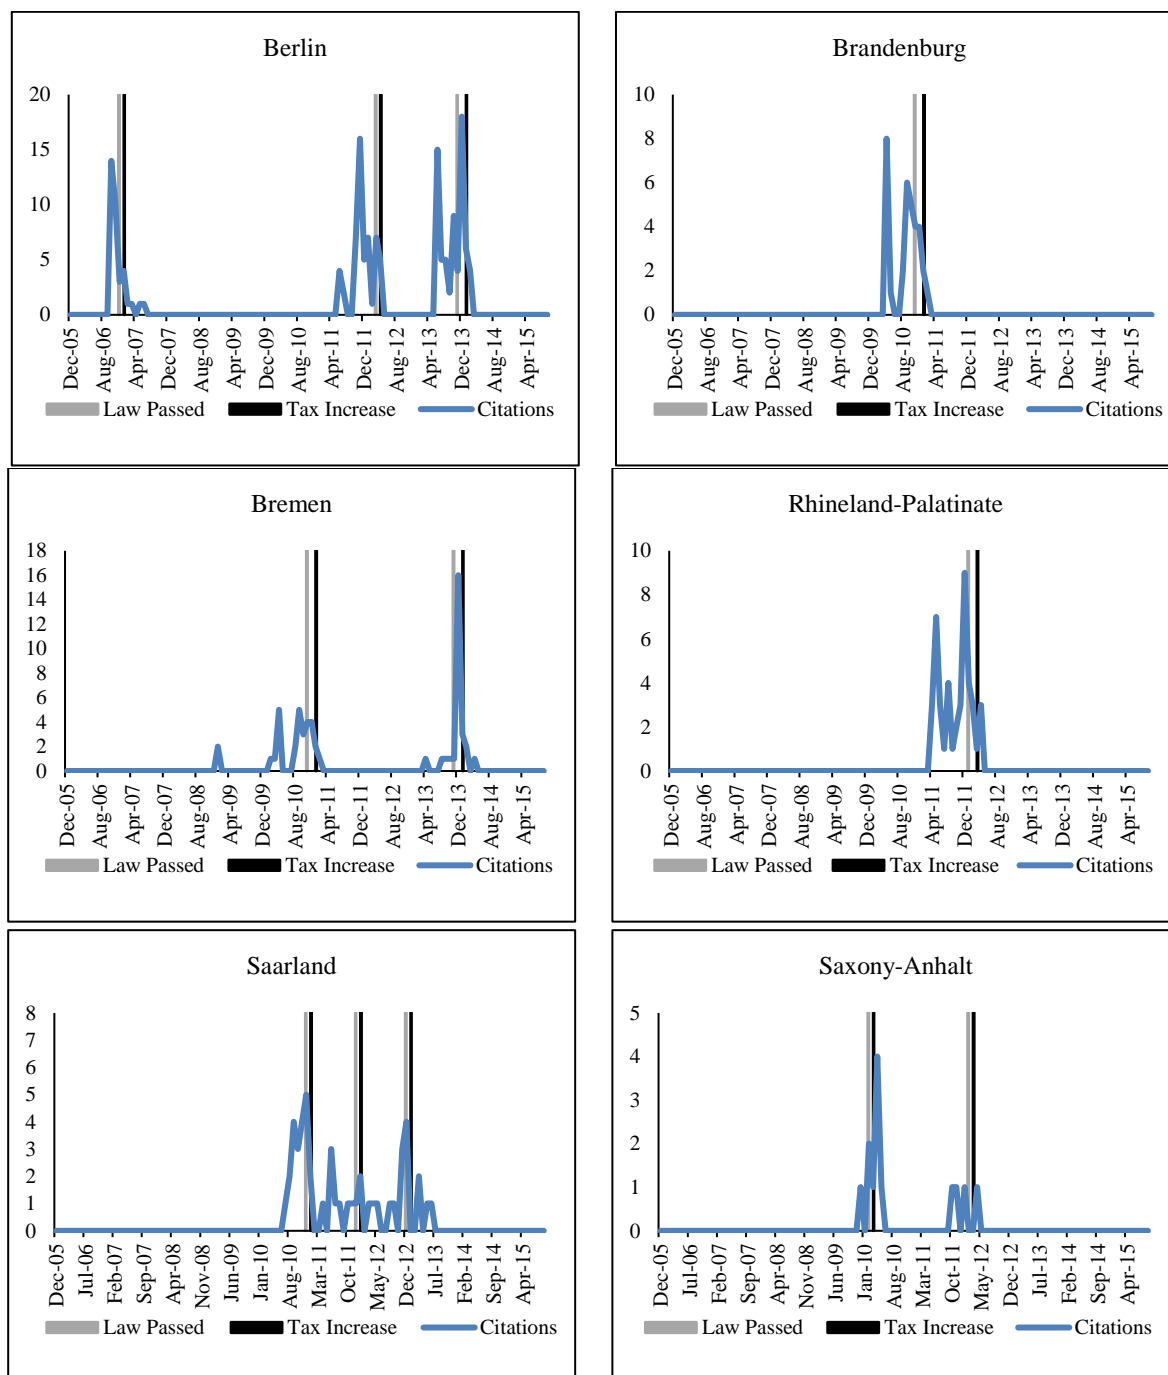 Berlin
20
15
10
5
0
Dec-05
Aug-06
Apr-07
Dec-07
Aug-08
Apr-09
Dec-09
Aug-10
Apr-11
Dec-11
Aug-12
Apr-13
Dec-13
Aug-14
Apr-15
Law Passed Tax Increase Citations
Brandenburg
10
8
6
4
2
0
Dec-05
Aug-06
Apr-07
Dec-07
Aug-08
Apr-09
Dec-09
Aug-10
Apr-11
Dec-11
Aug-12
Apr-13
Dec-13
Aug-14
Apr-15
Law Passed Tax Increase Citations
Bremen
18
16
14
12
10
8
6
4
2
0
Dec-05
Aug-06
Apr-07
Dec-07
Aug-08
Apr-09
Dec-09
Aug-10
Apr-11
Dec-11
Aug-12
Apr-13
Dec-13
Aug-14
Apr-15
Law Passed Tax Increase Citations
Rhineland-Palatinate
10
8
6
4
2
0
Dec-05
Aug-06
Apr-07
Dec-07
Aug-08
Apr-09
Dec-09
Aug-10
Apr-11
Dec-11
Aug-12
Apr-13
Dec-13
Aug-14
Apr-15
Law Passed Tax Increase Citations
Saarland
8
7
6
5
4
3
2
1
0
Dec-05
Jul-06
Feb-07
Sep-07
Apr-08
Nov-08
Jun-09
Jan-10
Aug-10
Mar-11
Oct-11
May-12
Dec-12
Jul-13
Feb-14
Sep-14
Apr-15
Law Passed Tax Increase Citations
Saxony-Anhalt
5
4
3
2
1
0
Dec-05
Jul-06
Feb-07
Sep-07
Apr-08
Nov-08
Jun-09
Jan-10
Aug-10
Mar-11
Oct-11
May-12
Dec-12
Jul-13
Feb-14
Sep-14
Apr-15
Law Passed Tax Increase Citations